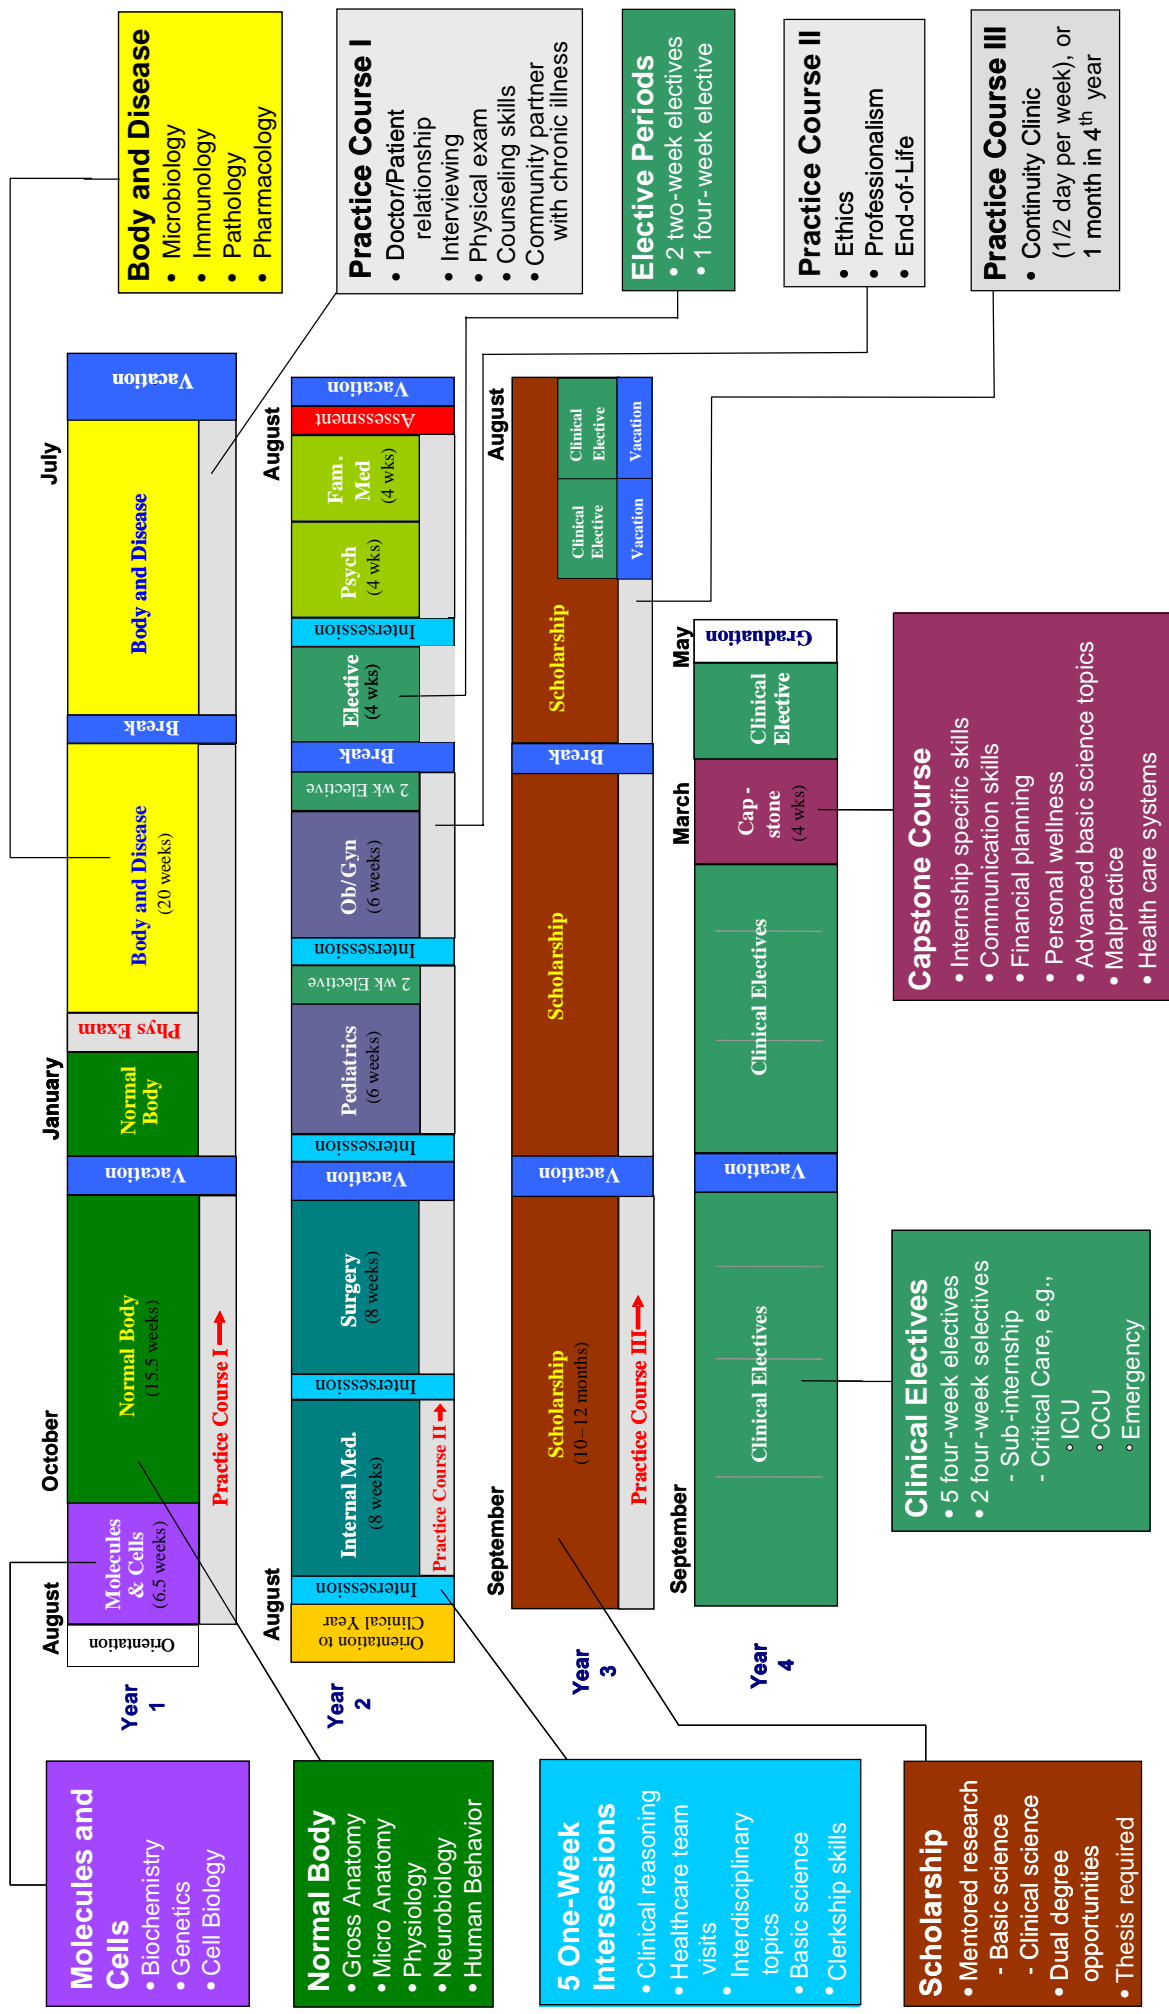 Molecules and
Cells
• Biochemistry
• Genetics
• Cell Biology
Normal Body
• Gross Anatomy
• Micro Anatomy
• Physiology
• Neurobiology
• Human Behavior
5 One-Week
Intersessions
• Clinical reasoning
• Healthcare team
visits
• Interdisciplinary
topics
• Basic science
• Clerkship skills
Scholarship
• Mentored research
- Basic science
- Clinical science
• Dual degree
opportunities
• Thesis required
Year
1
August
October
January
July
Orientation
Molecules
& Cells
(6.5 weeks)
Normal Body
(15.5 weeks)
Vacation
Normal
Body
Phys Exam
Body and Disease
(20 weeks)
Break
Body and Disease
Vacation
Practice Course I
Year
2
August
August
Orientation to
Clinical Year
Intersession
Internal Med.
(8 weeks)
Intersession
Surgery
(8 weeks)
Vacation
Intersession
Pediatrics
(6 weeks)
2 wk Elective
Intersession
Ob/Gyn
(6 weeks)
2 wk Elective
Break
Elective
(4 wks)
Intersession
Psych
(4 wks)
Fam.
Med
(4 wks)
Assessment
Vacation
Practice Course II
Year
3
September
August
Scholarship
(10–12 months)
Vacation
Scholarship
Break
Scholarship
Clinical
Elective
Clinical
Elective
Vacation
Vacation
Practice Course III
Year
4
September
March
May
Clinical Electives
Vacation
Clinical Electives
Cap -
stone
(4 wks)
Clinical
Elective
Graduation
Clinical Electives
• 5 four-week electives
• 2 four-week selectives
- Sub-internship
- Critical Care, e.g.,
◦ ICU
◦ CCU
◦ Emergency
Capstone Course
• Internship specific skills
• Communication skills
• Financial planning
• Personal wellness
• Advanced basic science topics
• Malpractice
• Health care systems
Body and Disease
• Microbiology
• Immunology
• Pathology
• Pharmacology
Practice Course I
• Doctor/Patient
relationship
• Interviewing
• Physical exam
• Counseling skills
• Community partner
with chronic illness
Elective Periods
• 2 two-week electives
• 1 four-week elective
Practice Course II
• Ethics
• Professionalism
• End-of-Life
Practice Course III
• Continuity Clinic
(1/2 day per week), or
1 month in 4th year